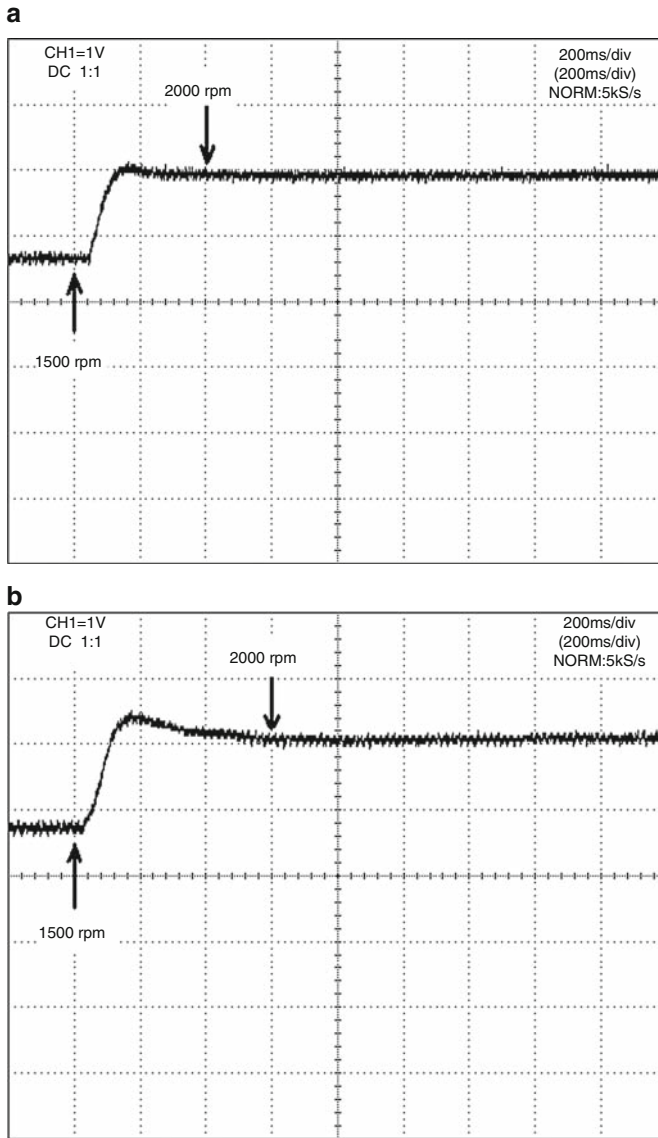 a
CH1=1V
DC 1:1
200ms/div
(200ms/div)
NORM:5kS/s
2000 rpm
1500 rpm
b
CH1=1V
DC 1:1
200ms/div
(200ms/div)
NORM:5kS/s
2000 rpm
1500 rpm